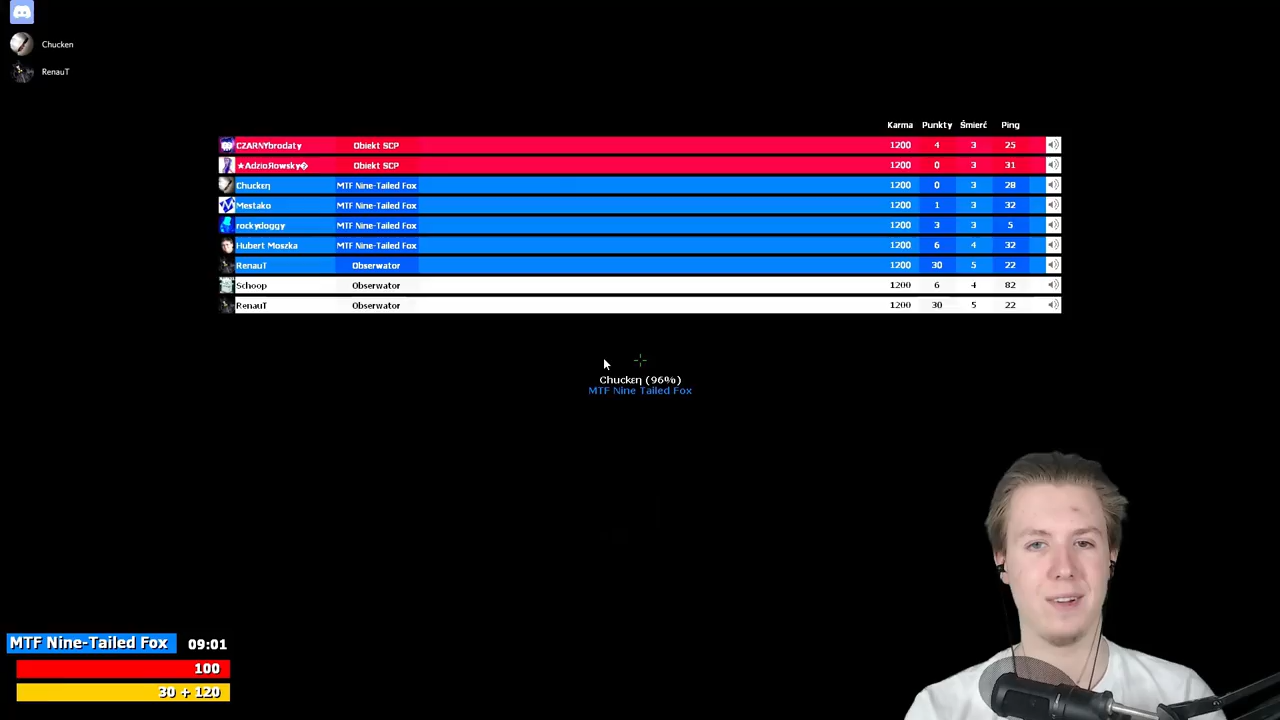 Chucken
RenauT
Karma Punkty Śmierć Ping
CZARNYbrodaty Obiekt SCP 1200 4 3 25
★AdzioЯowsky� Obiekt SCP 1200 0 3 31
Chuckεη MTF Nine-Tailed Fox 1200 0 3 28
Mestako MTF Nine-Tailed Fox 1200 1 3 32
rockydoggy MTF Nine-Tailed Fox 1200 3 3 5
Hubert Moszka MTF Nine-Tailed Fox 1200 6 4 32
RenauT Obserwator 1200 30 5 22
Schoop Obserwator 1200 6 4 82
RenauT Obserwator 1200 30 5 22
Chuckεη (96%)
MTF Nine Tailed Fox
MTF Nine-Tailed Fox 09:01
100
30 + 120